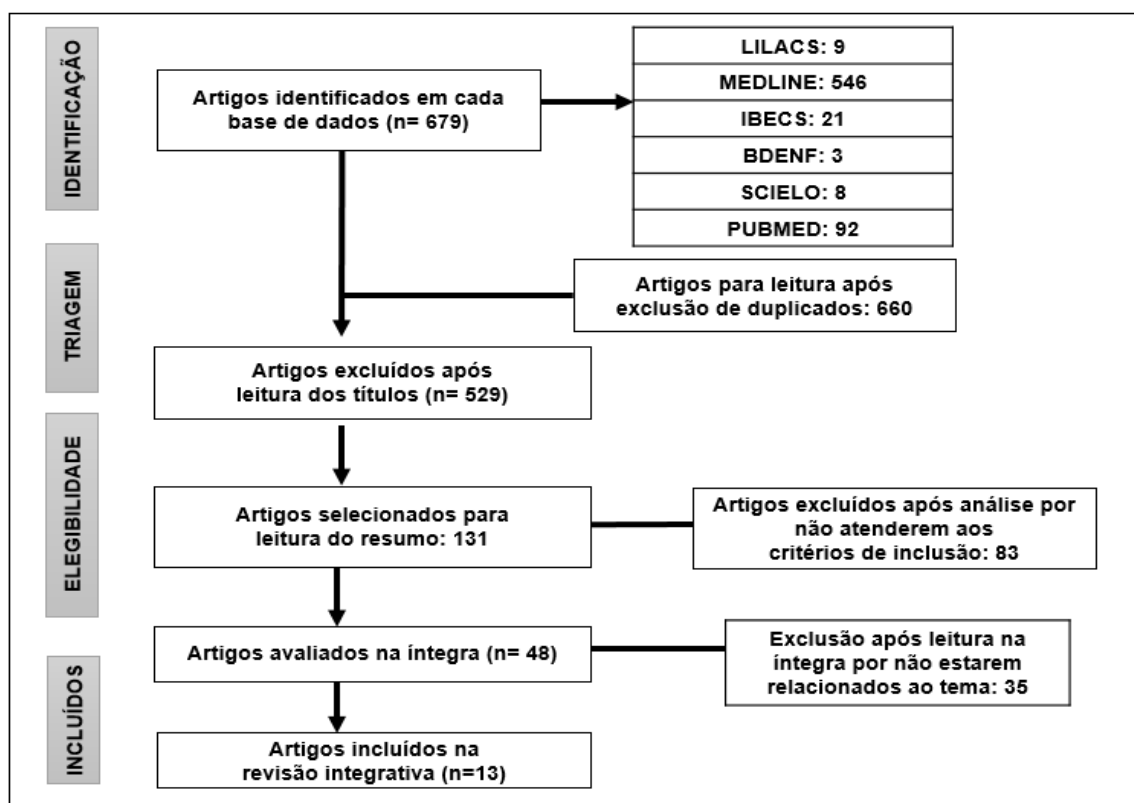 IDENTIFICAÇÃO
Artigos identificados em cada
base de dados (n= 679)
LILACS: 9
MEDLINE: 546
IBECS: 21
BDENF: 3
SCIELO: 8
PUBMED: 92
TRIAGEM
Artigos para leitura após
exclusão de duplicados: 660
Artigos excluídos após
leitura dos títulos (n= 529)
ELEGIBILIDADE
Artigos selecionados para
leitura do resumo: 131
Artigos excluídos após análise por
não atenderem aos
critérios de inclusão: 83
Artigos avaliados na íntegra (n= 48)
Exclusão após leitura na
íntegra por não estarem
relacionados ao tema: 35
INCLUÍDOS
Artigos incluídos na
revisão integrativa (n=13)